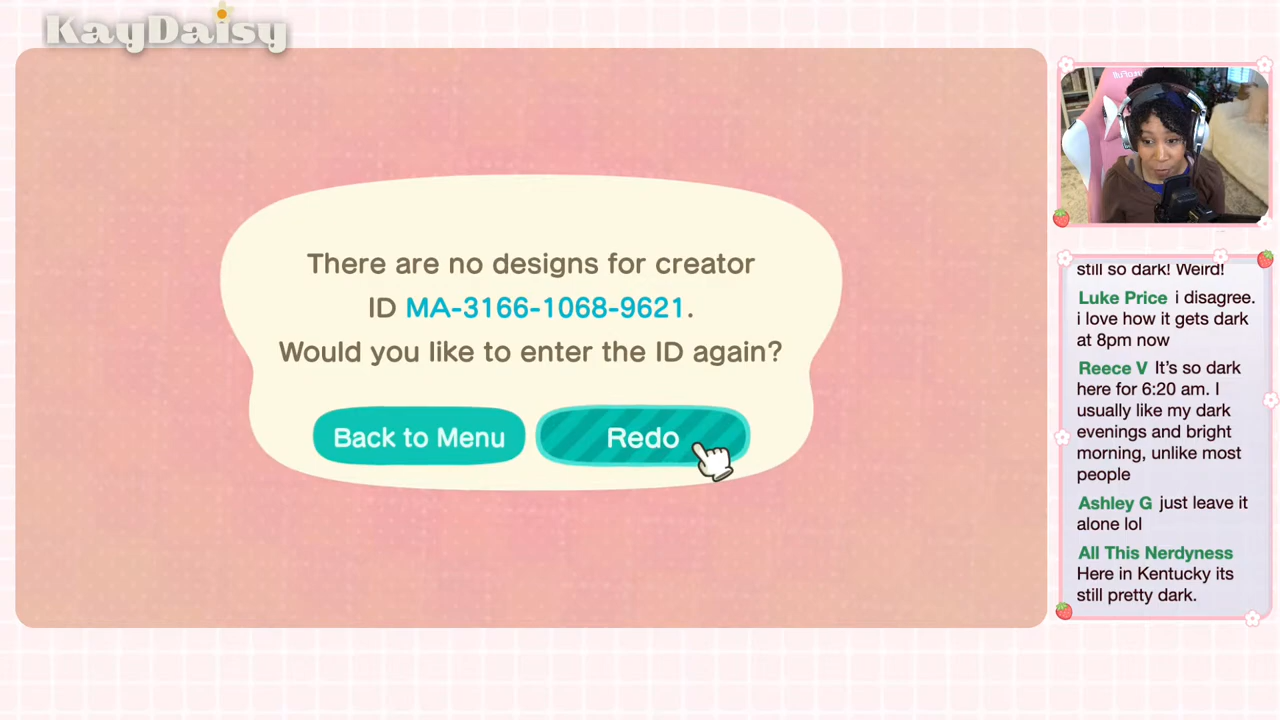 KayDaisy
There are no designs for creator
ID MA-3166-1068-9621.
Would you like to enter the ID again?
Back to Menu
Redo
still so dark! Weird!
Luke Price i disagree.
i love how it gets dark
at 8pm now
Reece V It's so dark
here for 6:20 am. I
usually like my dark
evenings and bright
morning, unlike most
people
Ashley G just leave it
alone lol
All This Nerdyness
Here in Kentucky its
still pretty dark.